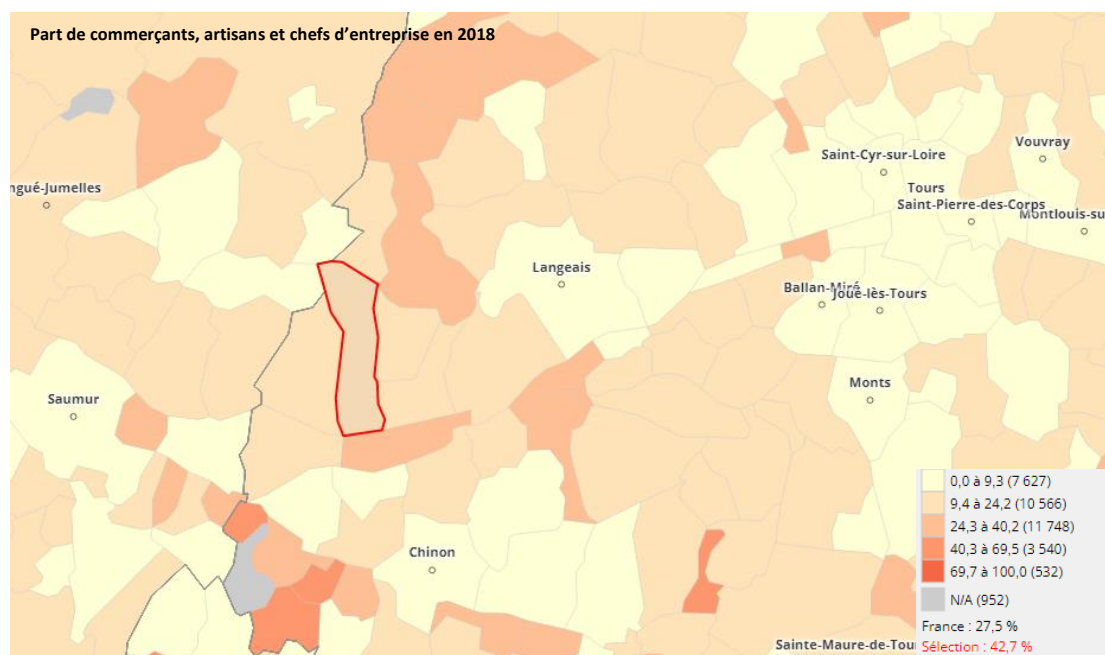 Part de commerçants, artisans et chefs d’entreprise en 2018
Vouvray
Saint-Cyr-sur-Loire
ngué-Jumelles
Tours
Saint-Pierre-des-Corps
Montlouis-su
Langeais
Ballan-Miré
Joué-lès-Tours
Monts
Saumur
Chinon
Sainte-Maure-de-Tou
0,0 à 9,3 (7 627)
9,4 à 24,2 (10 566)
24,3 à 40,2 (11 748)
40,3 à 69,5 (3 540)
69,7 à 100,0 (532)
N/A (952)
France : 27,5 %
Sélection : 42,7 %